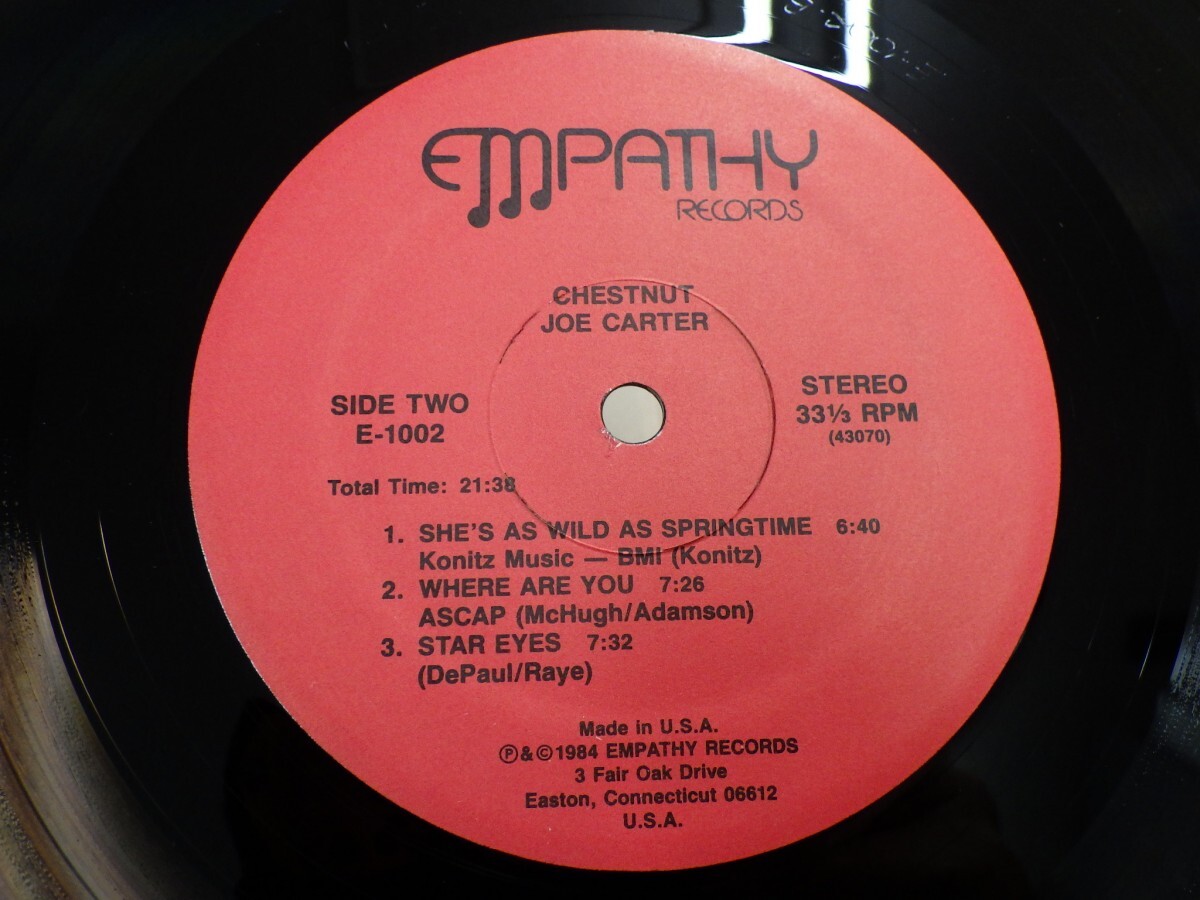 EMPATHY
RECORDS
CHESTNUT
JOE CARTER
SIDE TWO
E-1002
STEREO
33⅓ RPM
(43070)
Total Time: 21:38
1. SHE'S AS WILD AS SPRINGTIME 6:40
Konitz Music — BMI (Konitz)
2. WHERE ARE YOU 7:26
ASCAP (McHugh/Adamson)
3. STAR EYES 7:32
(DePaul/Raye)
Made in U.S.A.
℗&©1984 EMPATHY RECORDS
3 Fair Oak Drive
Easton, Connecticut 06612
U.S.A.